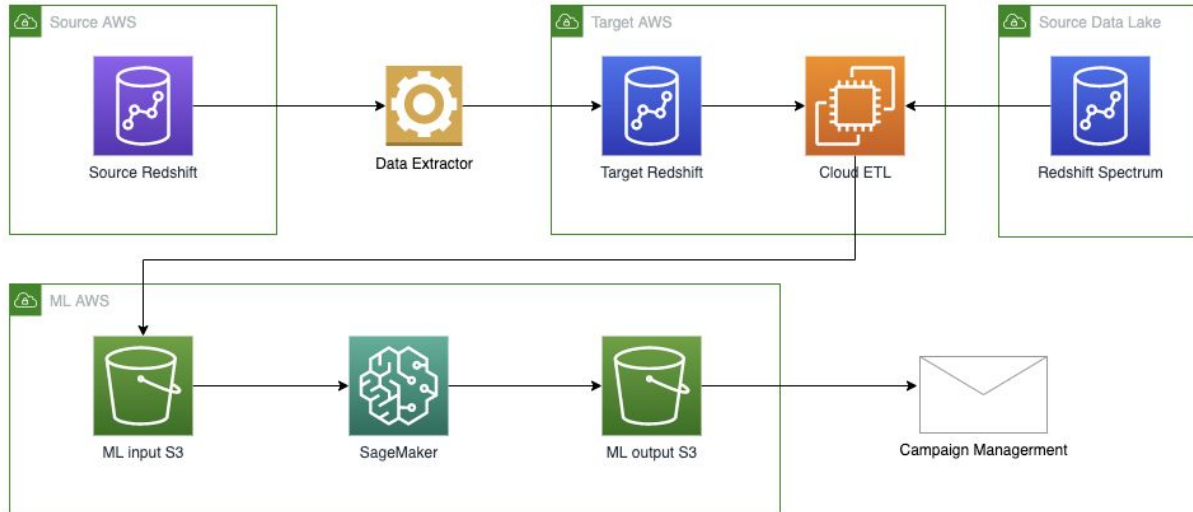 Source AWS
Target AWS
Source Data Lake
Source Redshift
Data Extractor
Target Redshift
Cloud ETL
Redshift Spectrum
ML AWS
ML input S3
SageMaker
ML output S3
Campaign Managerment